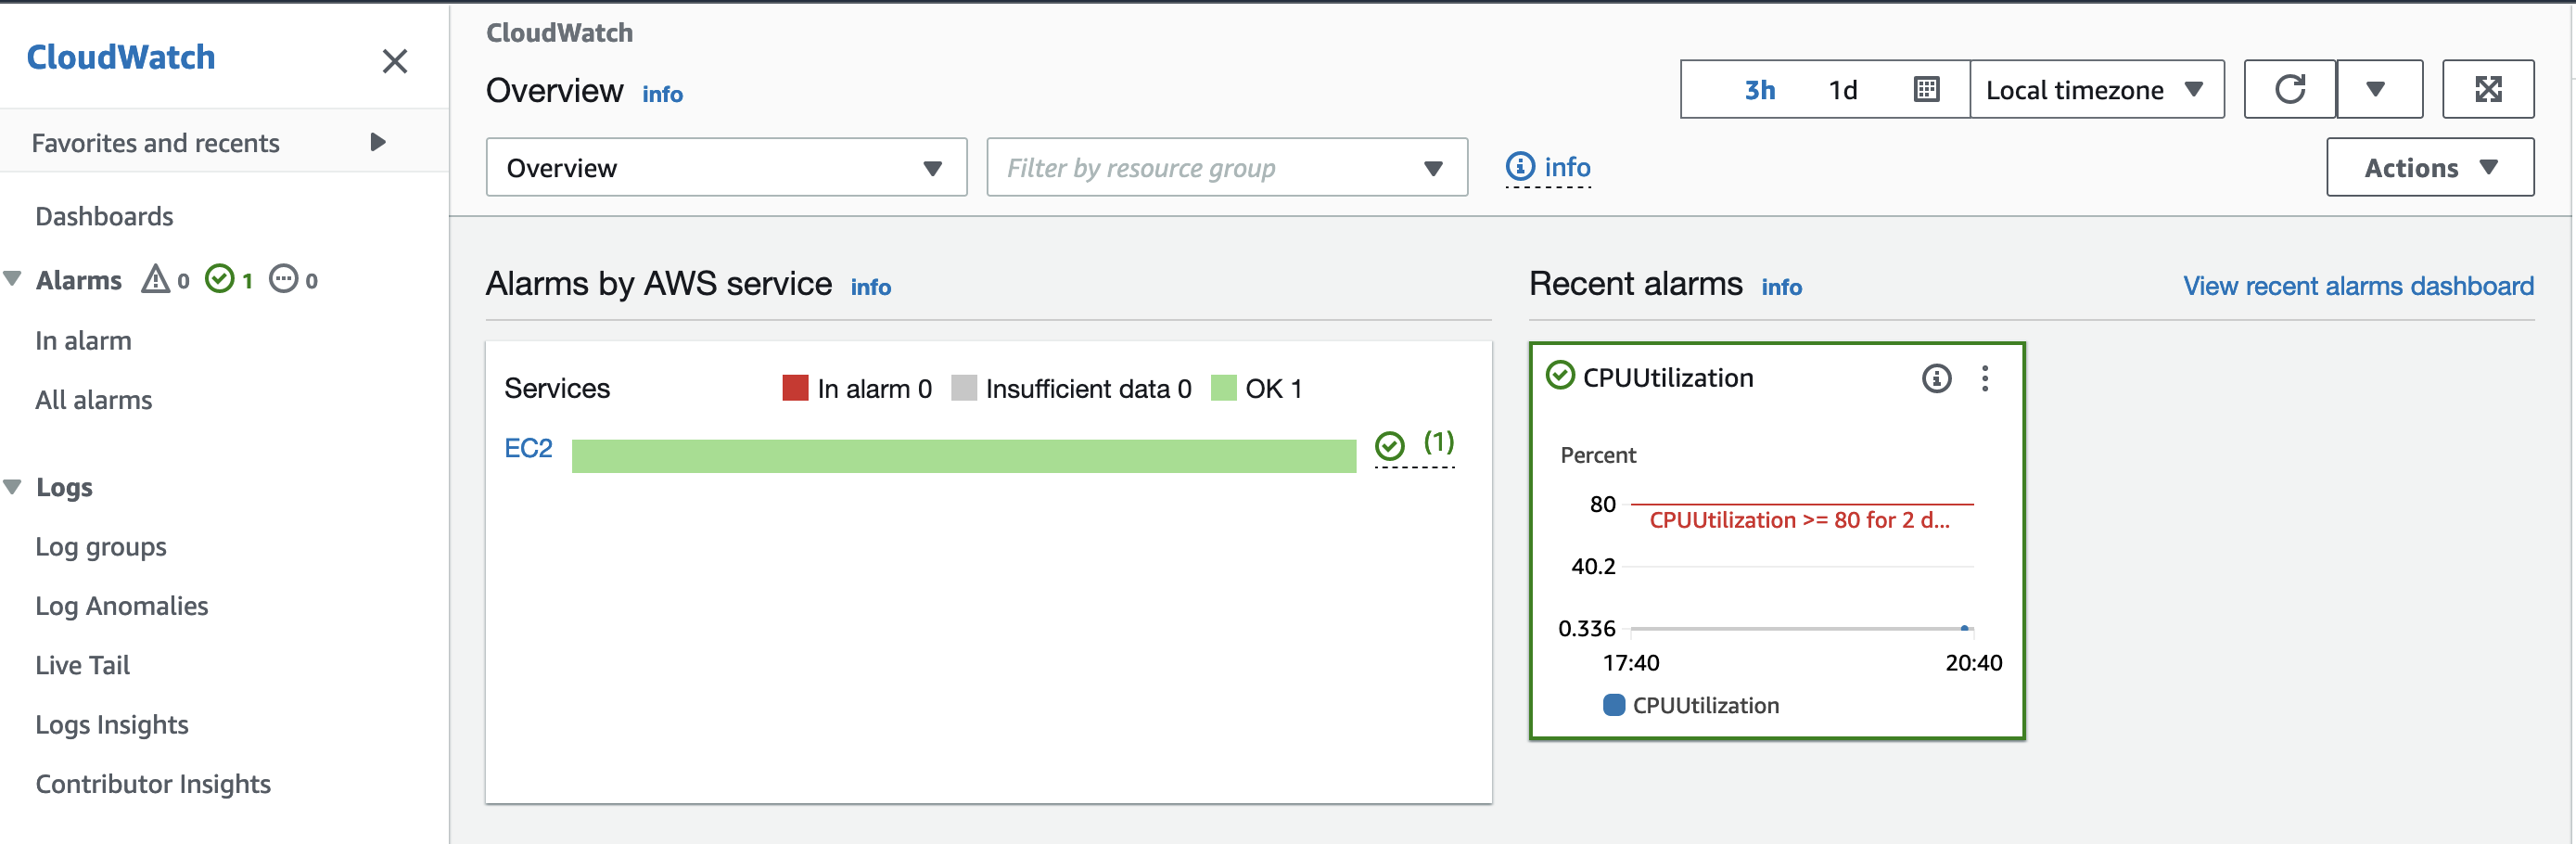 CloudWatch
Favorites and recents
Dashboards
Alarms 0 1 0
In alarm
All alarms
Logs
Log groups
Log Anomalies
Live Tail
Logs Insights
Contributor Insights
CloudWatch
Overview info
3h 1d Local timezone
Overview Filter by resource group info Actions
Alarms by AWS service info
Services In alarm 0 Insufficient data 0 OK 1
EC2 (1)
Recent alarms info View recent alarms dashboard
CPUUtilization
Percent
80
CPUUtilization >= 80 for 2 d...
40.2
0.336
17:40 20:40
CPUUtilization